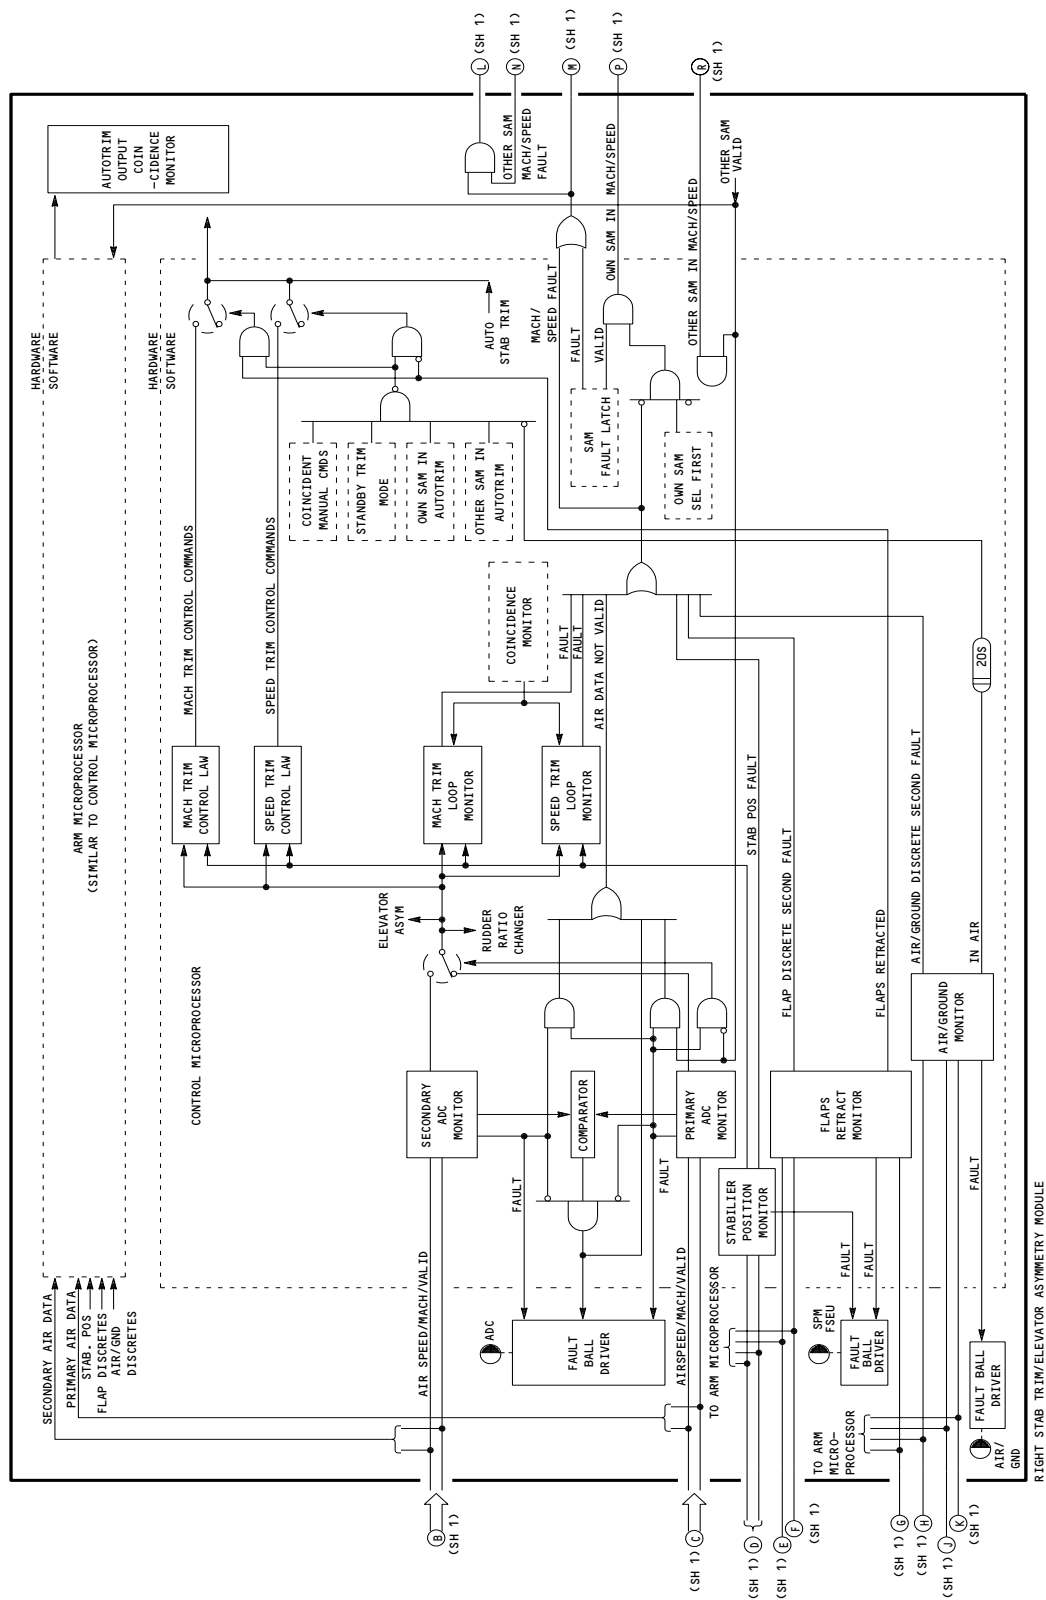 RIGHT STAB TRIM/ELEVATOR ASYMMETRY MODULE
ARM MICROPROCESSOR
(SIMILAR TO CONTROL MICROPROCESSOR)
HARDWARE
SOFTWARE
AUTOTRIM
OUTPUT
COIN
-CIDENCE
MONITOR
SECONDARY AIR DATA
PRIMARY AIR DATA
STAB. POS
FLAP DISCRETES
AIR/GND
DISCRETES
CONTROL MICROPROCESSOR
HARDWARE
SOFTWARE
MACH TRIM
CONTROL LAW
MACH TRIM CONTROL COMMANDS
SPEED TRIM
CONTROL LAW
SPEED TRIM CONTROL COMMANDS
COINCIDENT
MANUAL CMDS
STANDBY TRIM
MODE
OWN SAM IN
AUTOTRIM
OTHER SAM IN
AUTOTRIM
AUTO
STAB TRIM
B
(SH 1)
AIR SPEED/MACH/VALID
SECONDARY
ADC
MONITOR
ELEVATOR
ASYM
RUDDER
RATIO
CHANGER
MACH TRIM
LOOP
MONITOR
COINCIDENCE
MONITOR
SPEED TRIM
LOOP
MONITOR
FAULT
FAULT
AIR DATA NOT VALID
ADC
FAULT
BALL
DRIVER
FAULT
COMPARATOR
FAULT
MACH/
SPEED FAULT
FAULT
VALID
SAM
FAULT LATCH
OWN SAM
SEL FIRST
L (SH 1)
N (SH 1)
OTHER SAM
MACH/SPEED
FAULT
M (SH 1)
P (SH 1)
OWN SAM IN MACH/SPEED
R
(SH 1)
OTHER SAM IN MACH/SPEED
OTHER SAM
VALID
(SH 1) C
AIRSPEED/MACH/VALID
PRIMARY
ADC
MONITOR
TO ARM MICROPROCESSOR
(SH 1) D
STABILIER
POSITION
MONITOR
STAB POS FAULT
(SH 1) E
F
(SH 1)
FLAP DISCRETE SECOND FAULT
FLAPS
RETRACT
MONITOR
FLAPS RETRACTED
SPM
FSEU
FAULT
BALL
DRIVER
FAULT
FAULT
TO ARM
MICRO-
PROCESSOR
(SH 1) G
(SH 1) H
(SH 1) J
K
(SH 1)
AIR/GROUND DISCRETE SECOND FAULT
AIR/GROUND
MONITOR
IN AIR
20S
FAULT
FAULT BALL
DRIVER
AIR/
GND